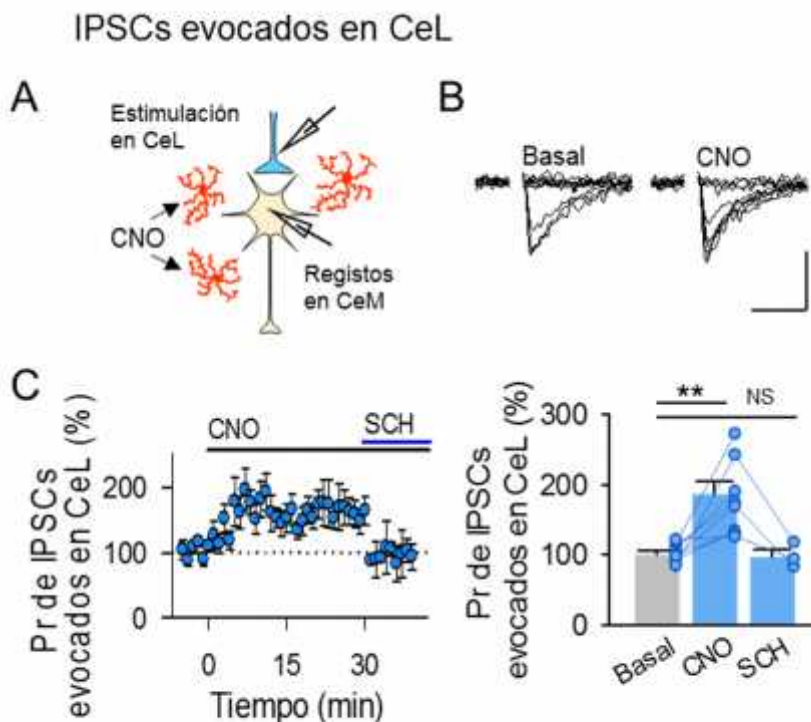 IPSCs evocados en CeL
A
Estimulación
en CeL
CNO
Registos
en CeM
B
Basal
CNO
C
Pr de IPSCs
evocados en CeL (%)
CNO
SCH
200
100
0
0
15
30
Tiempo (min)
Pr de IPSCs
evocados en CeL (%)
**
NS
300
200
100
0
Basal
CNO
SCH